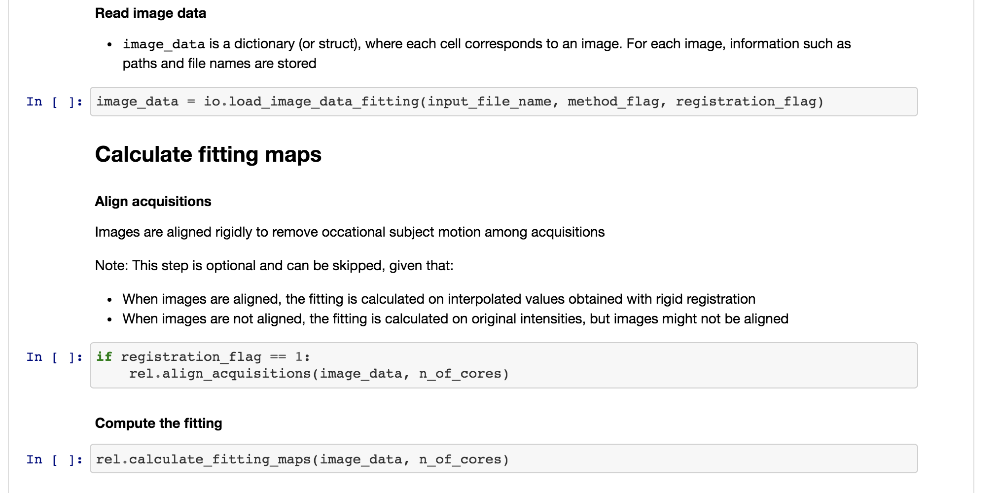 Read image data
• image_data is a dictionary (or struct), where each cell corresponds to an image. For each image, information such as
paths and file names are stored
In [ ]: image_data = io.load_image_data_fitting(input_file_name, method_flag, registration_flag)
Calculate fitting maps
Align acquisitions
Images are aligned rigidly to remove occational subject motion among acquisitions
Note: This step is optional and can be skipped, given that:
• When images are aligned, the fitting is calculated on interpolated values obtained with rigid registration
• When images are not aligned, the fitting is calculated on original intensities, but images might not be aligned
In [ ]: if registration_flag == 1:
    rel.align_acquisitions(image_data, n_of_cores)
Compute the fitting
In [ ]: rel.calculate_fitting_maps(image_data, n_of_cores)